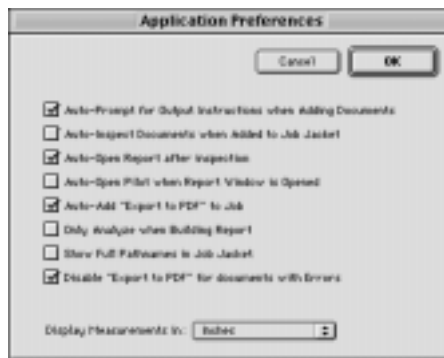 Application Preferences
Cancel
OK
Auto-Prompt for Output Instructions when Adding Documents
Auto-Inspect Documents when Added to Job Jacket
Auto-Open Report after Inspection
Auto-Open Pilot when Report Window is Opened
Auto-Add "Export to PDF" to Job
Only Analyze when Building Report
Show Full Pathnames in Job Jacket
Disable "Export to PDF" for documents with Errors
Display Measurements in: Inches